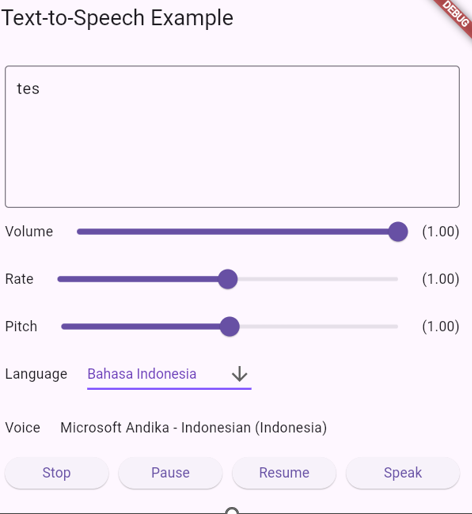 Text-to-Speech Example
DEBUG
tes
Volume (1.00)
Rate (1.00)
Pitch (1.00)
Language Bahasa Indonesia
Voice Microsoft Andika - Indonesian (Indonesia)
Stop Pause Resume Speak